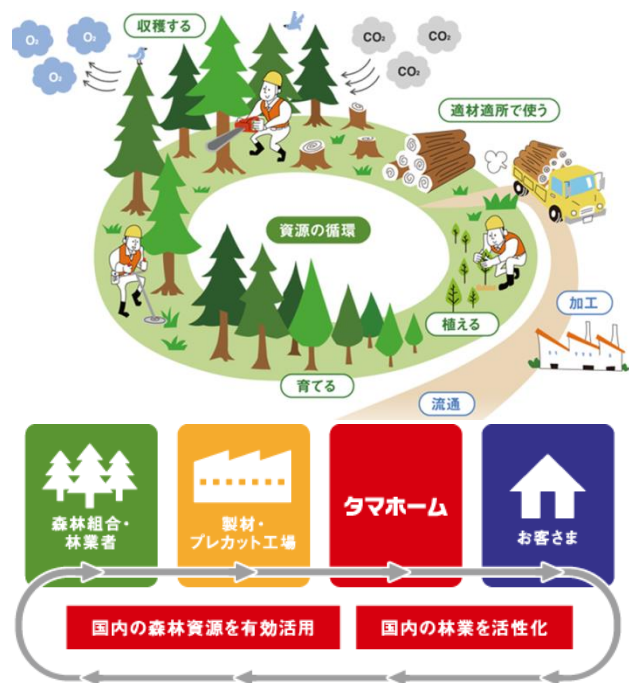 収穫する
O₂
O₂
O₂
CO₂
CO₂
CO₂
適材適所で使う
資源の循環
植える
加工
育てる
流通
森林組合・
林業者
製材・
プレカット工場
タマホーム
お客さま
国内の森林資源を有効活用
国内の林業を活性化